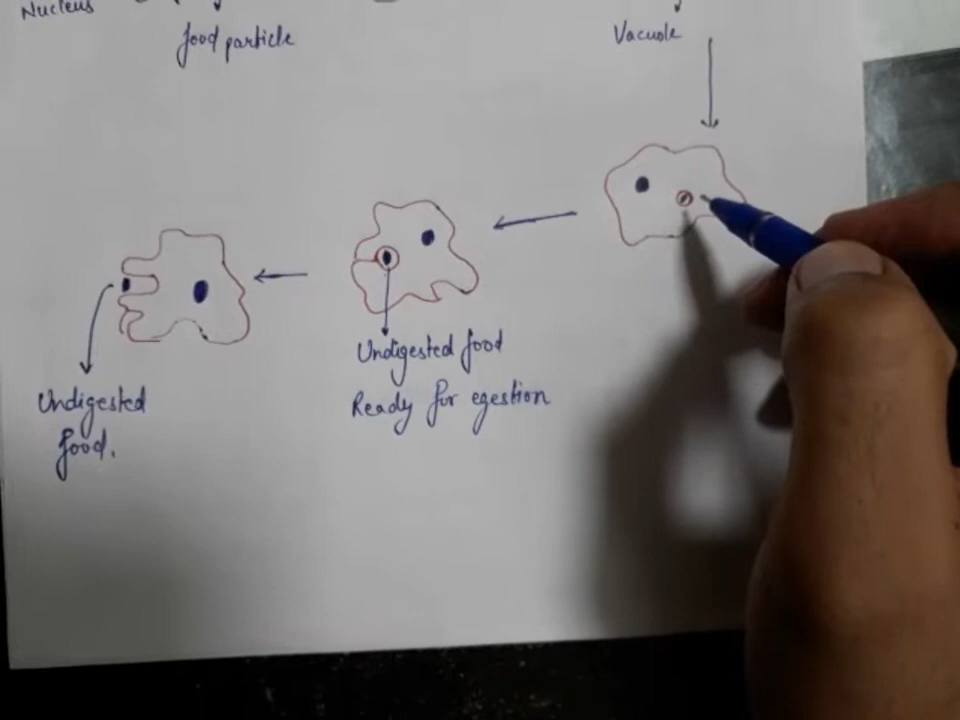 Nucleus
food particle
Vacuole
Undigested food
Ready for egestion
Undigested
food.